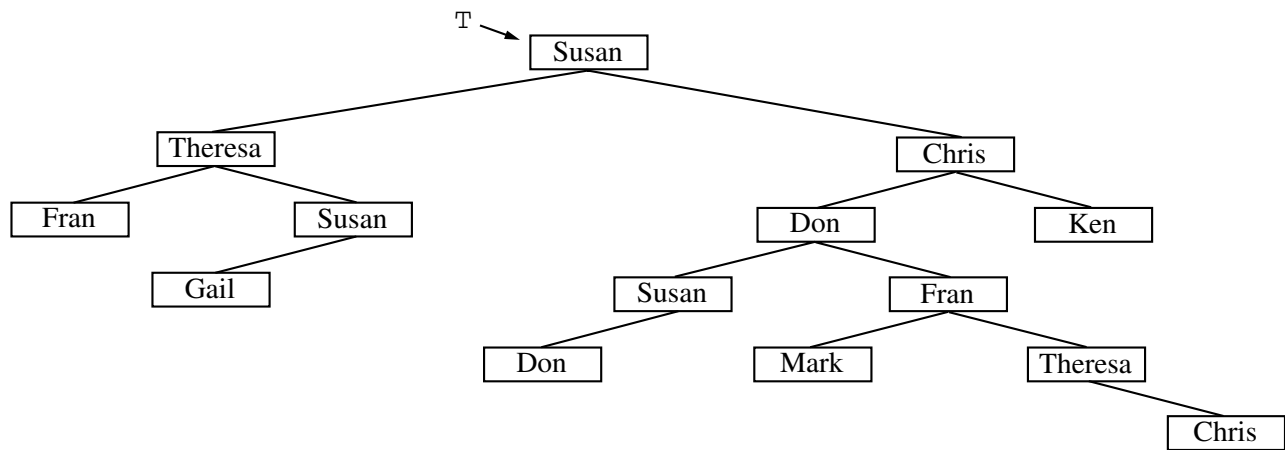 T
Susan
Theresa
Chris
Fran
Susan
Don
Ken
Gail
Susan
Fran
Don
Mark
Theresa
Chris